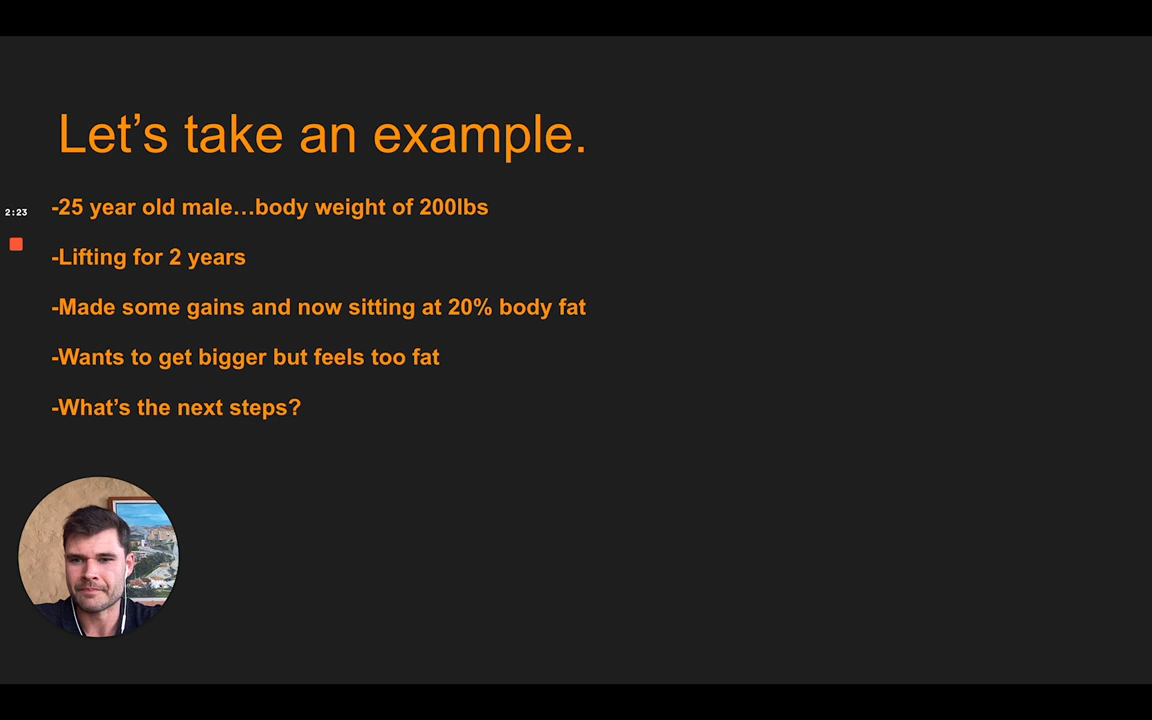 Let’s take an example.
-25 year old male…body weight of 200lbs
2:23
-Lifting for 2 years
-Made some gains and now sitting at 20% body fat
-Wants to get bigger but feels too fat
-What’s the next steps?